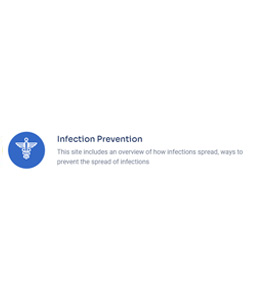 Infection Prevention
This site includes an overview of how infections spread, ways to
prevent the spread of infections